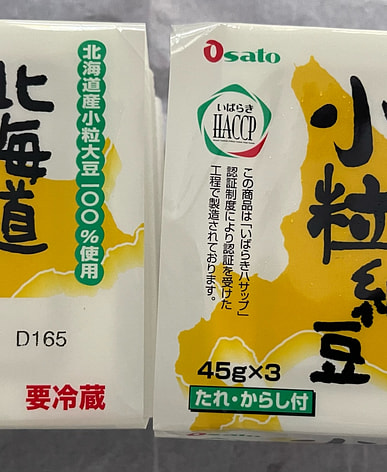 北海道産小粒大豆一〇〇%使用
北海道
D165
要冷蔵
Osato
いばらき
HACCP
この商品は「いばらきハサップ」
認証制度により認証を受けた
工程で製造されております。
小粒納豆
45g×3
たれ・からし付